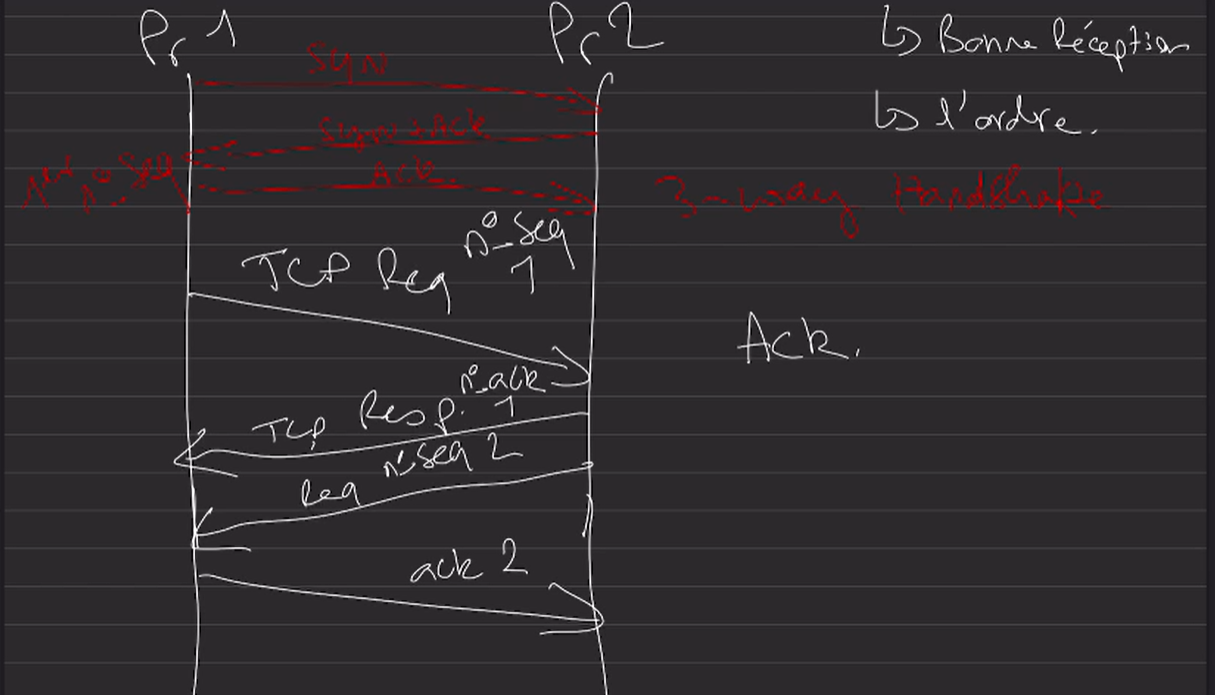 Pr 1
Pr 2
↳ Bonne Réception
↳ l'ordre.
Syn
Syn + Ack
Ack.
1er n° Seq
3-way Handshake
TCP Req n° Seq 1
Ack.
TCP Resp. n° ack 1
Req n° Seq 2
ack 2